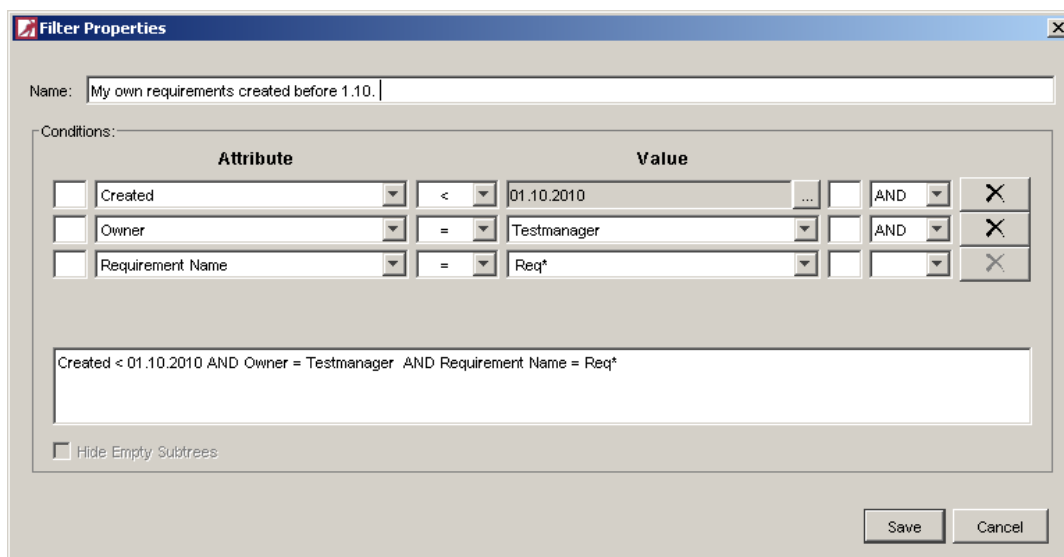 Filter Properties
Name: My own requirements created before 1.10.
Conditions:
Attribute Value
Created < 01.10.2010 ... AND
Owner = Testmanager AND
Requirement Name = Req*
Created < 01.10.2010 AND Owner = Testmanager  AND Requirement Name = Req*
Hide Empty Subtrees
Save Cancel